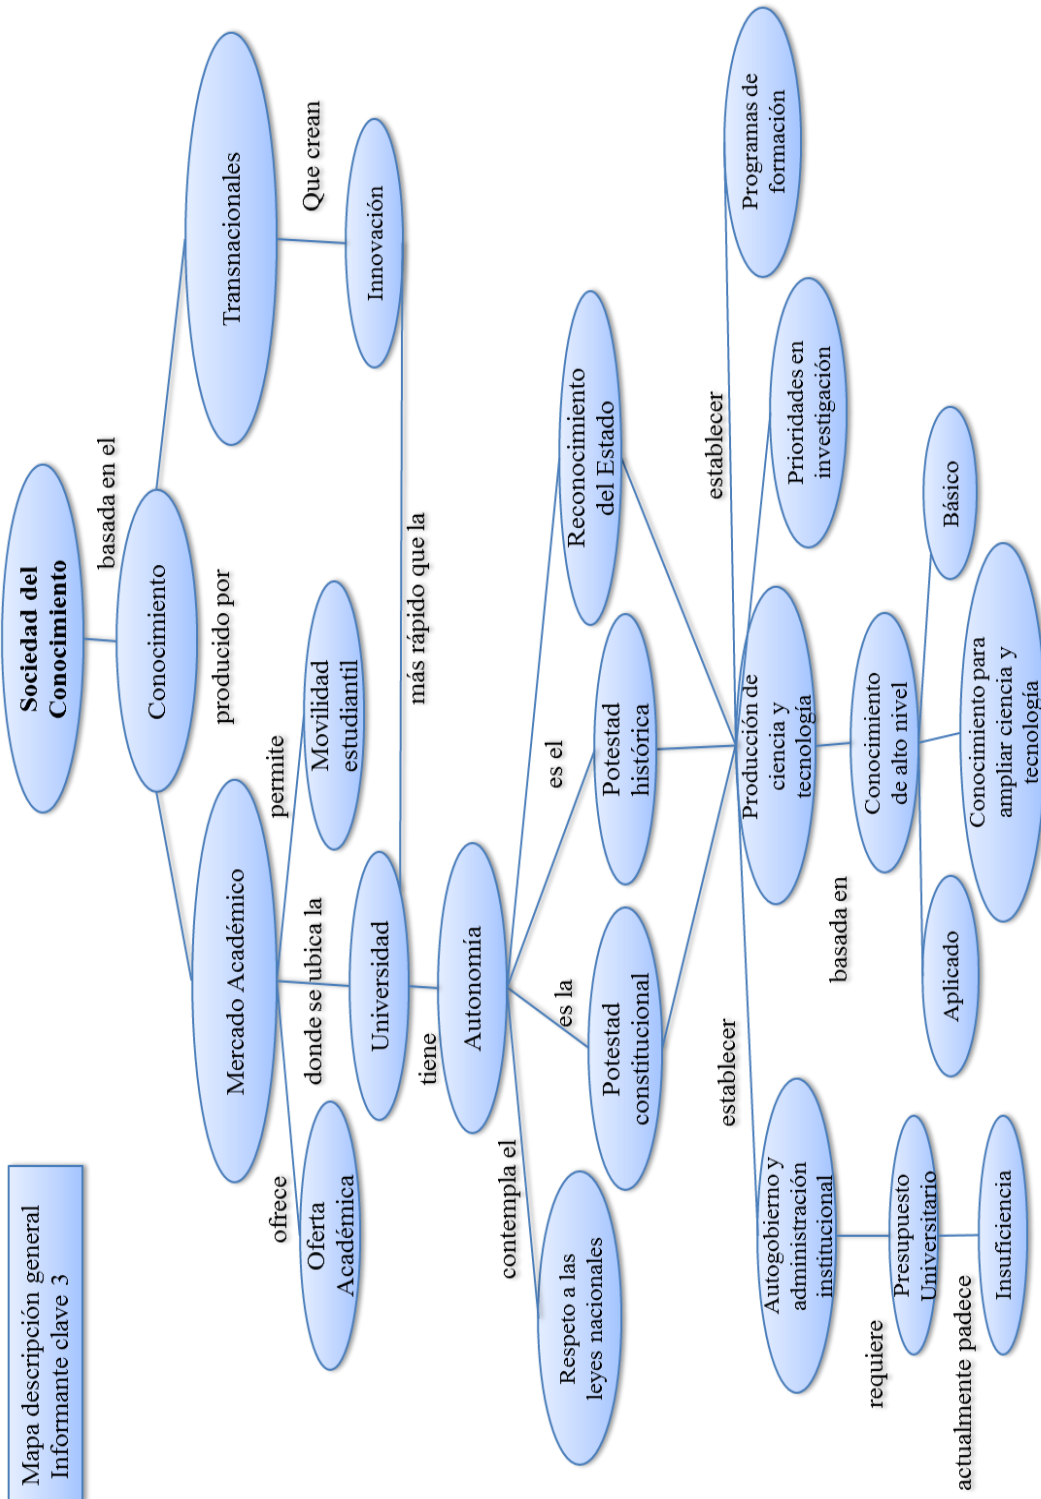 Mapa descripción general
Informante clave 3
Sociedad del
Conocimiento
basada en el
Conocimiento
producido por
Mercado Académico
Transnacionales
ofrece
permite
Que crean
Oferta
Académica
donde se ubica la
Movilidad
estudiantil
Innovación
Universidad
más rápido que la
tiene
Autonomía
contempla el
es la
es el
Respeto a las
leyes nacionales
Potestad
constitucional
Potestad
histórica
Reconocimiento
del Estado
establecer
establecer
Autogobierno y
administración
institucional
Producción de
ciencia y
tecnología
Prioridades en
investigación
Programas de
formación
requiere
basada en
Presupuesto
Universitario
Conocimiento
de alto nivel
actualmente padece
Insuficiencia
Aplicado
Conocimiento para
ampliar ciencia y
tecnología
Básico